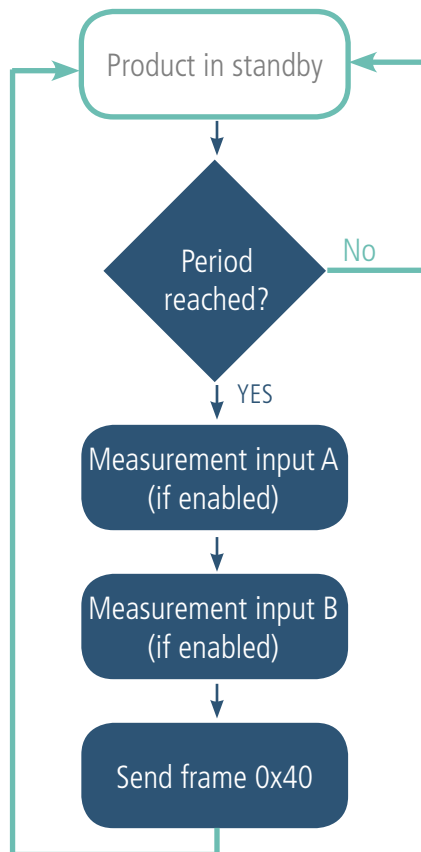 Product in standby
Period
reached?
No
YES
Measurement input A
(if enabled)
Measurement input B
(if enabled)
Send frame 0x40